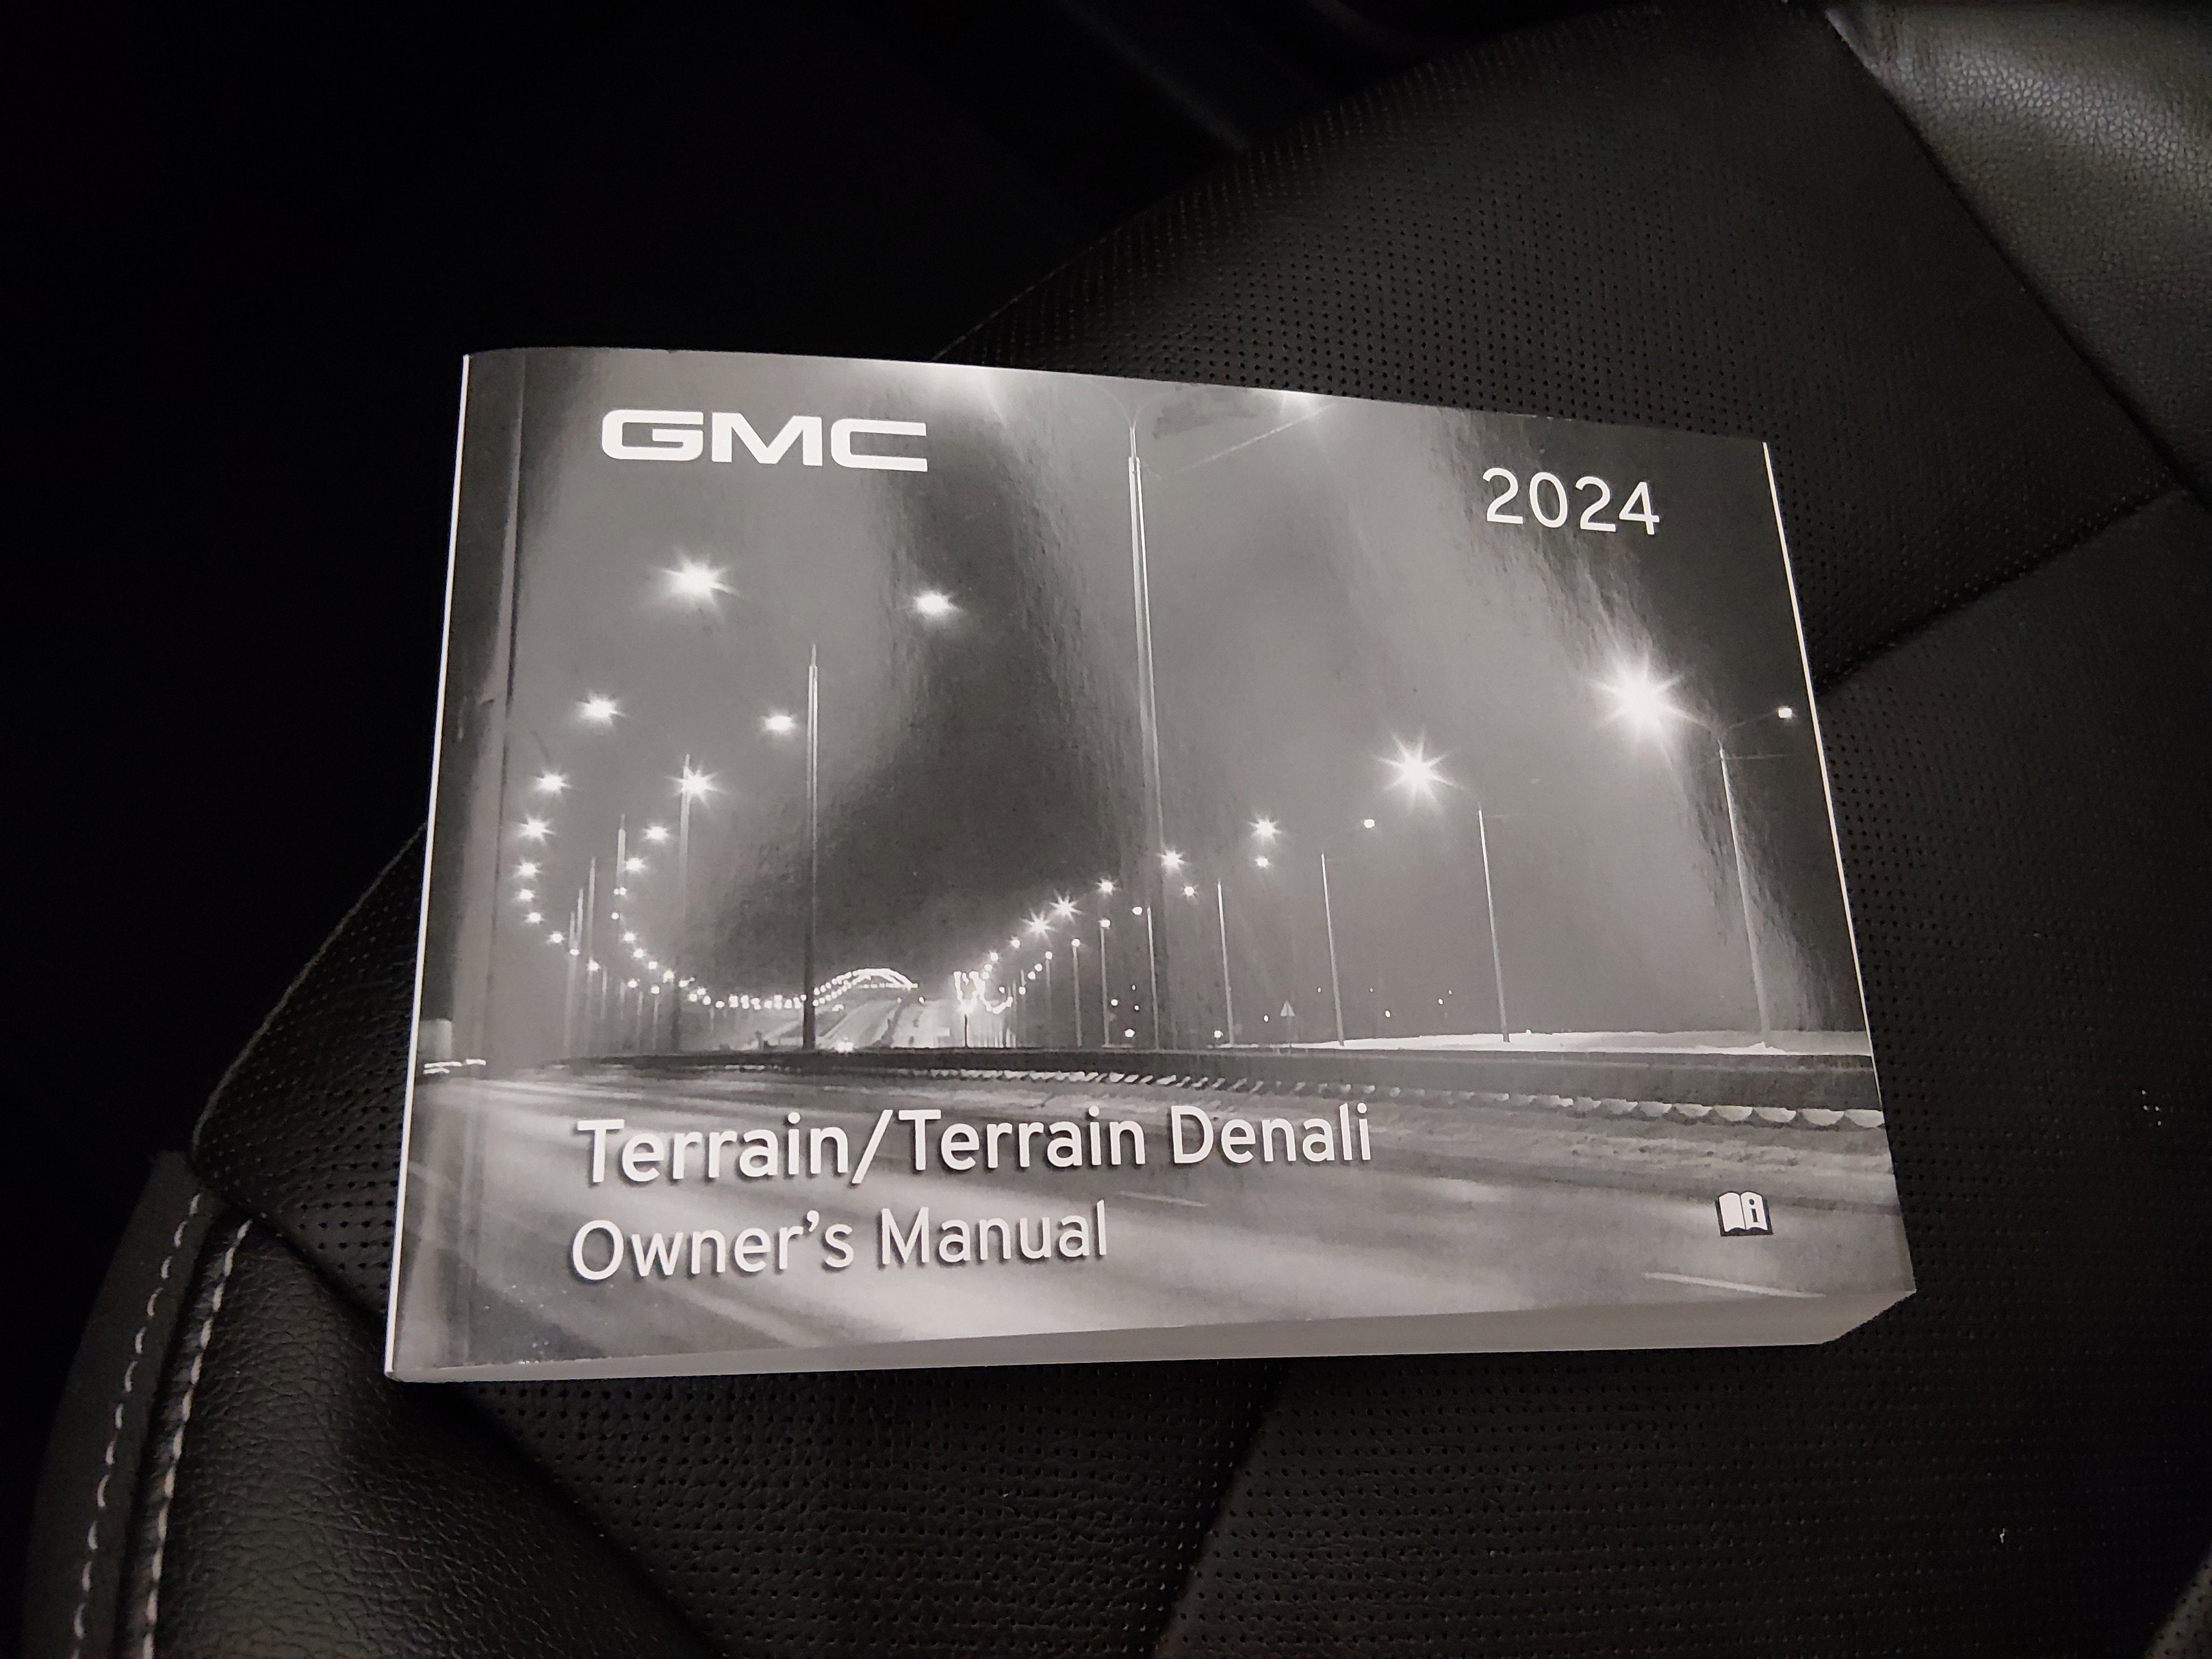 GMC
2024
Terrain/Terrain Denali
Owner's Manual